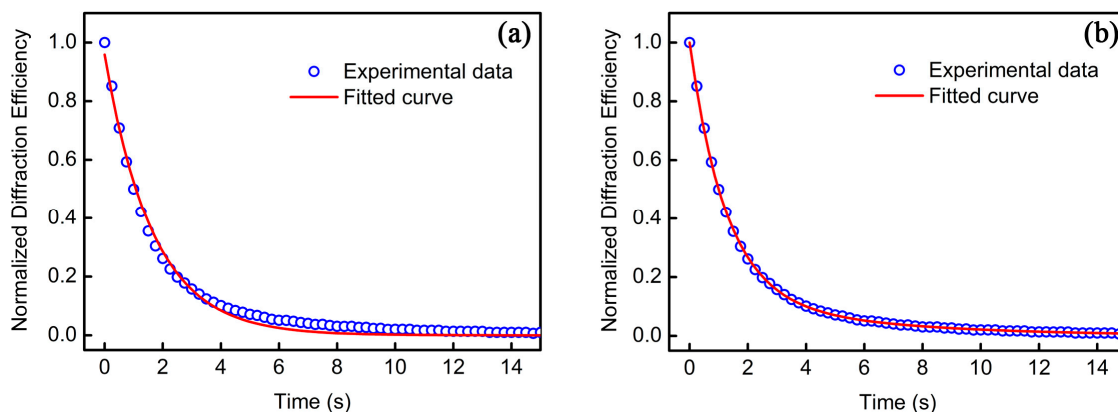 (a)
Normalized Diffraction Efficiency
1.0
0.8
0.6
0.4
0.2
0.0
Experimental data
Fitted curve
0 2 4 6 8 10 12 14
Time (s)
(b)
Normalized Diffraction Efficiency
1.0
0.8
0.6
0.4
0.2
0.0
Experimental data
Fitted curve
0 2 4 6 8 10 12 14
Time (s)